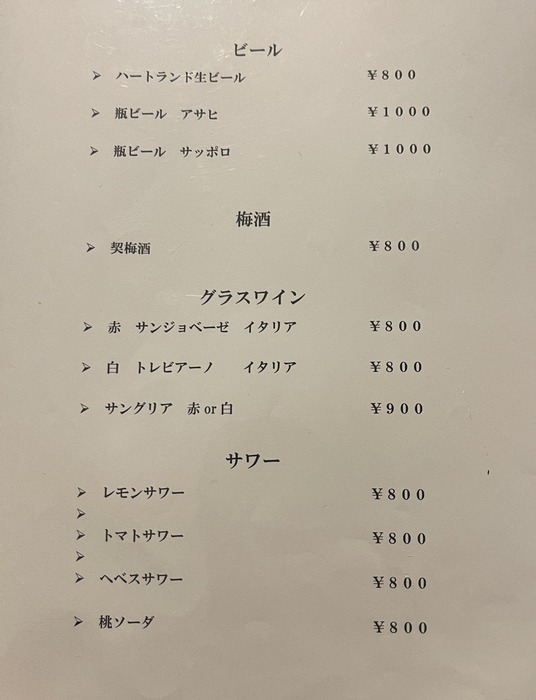 ビール
➢ ハートランド生ビール ￥８００
➢ 瓶ビール　アサヒ ￥１０００
➢ 瓶ビール　サッポロ ￥１０００
梅酒
➢ 契梅酒 ￥８００
グラスワイン
➢ 赤　サンジョベーゼ　イタリア ￥８００
➢ 白　トレビアーノ　　イタリア ￥８００
➢ サングリア　赤 or 白 ￥９００
サワー
➢ レモンサワー ￥８００
➢
➢ トマトサワー ￥８００
➢
➢ ヘベスサワー ￥８００
➢ 桃ソーダ ￥８００